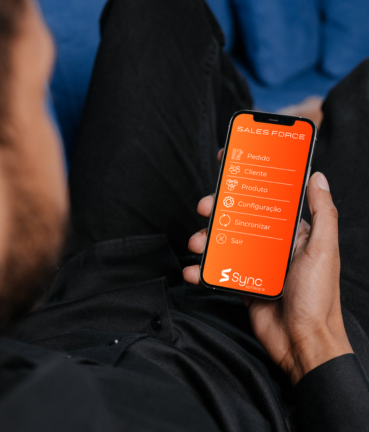 SALES FORCE
Pedido
Cliente
Produto
Configuração
Sincronizar
Sair
Sync